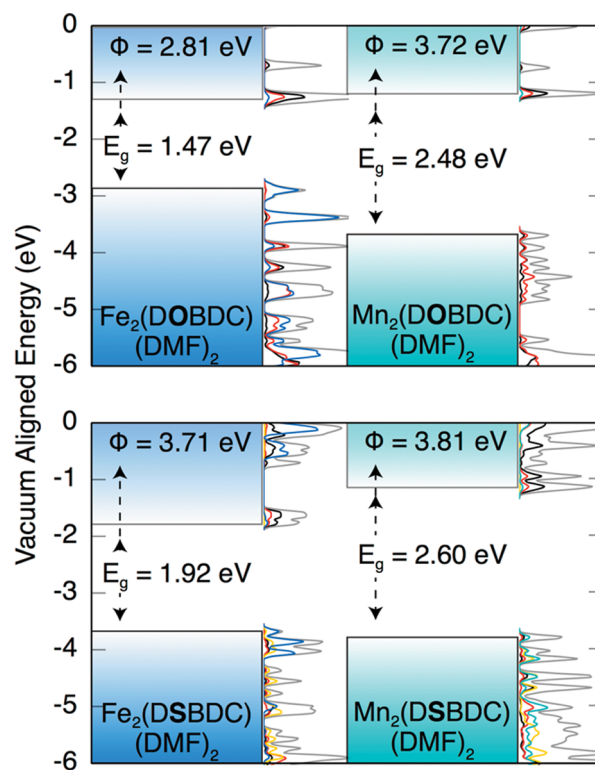 Vacuum Aligned Energy (eV)
0
-1
-2
-3
-4
-5
-6
Φ = 2.81 eV
E_g = 1.47 eV
Fe₂(DOBDC)
(DMF)₂
Φ = 3.72 eV
E_g = 2.48 eV
Mn₂(DOBDC)
(DMF)₂
0
-1
-2
-3
-4
-5
-6
Φ = 3.71 eV
E_g = 1.92 eV
Fe₂(DSBDC)
(DMF)₂
Φ = 3.81 eV
E_g = 2.60 eV
Mn₂(DSBDC)
(DMF)₂